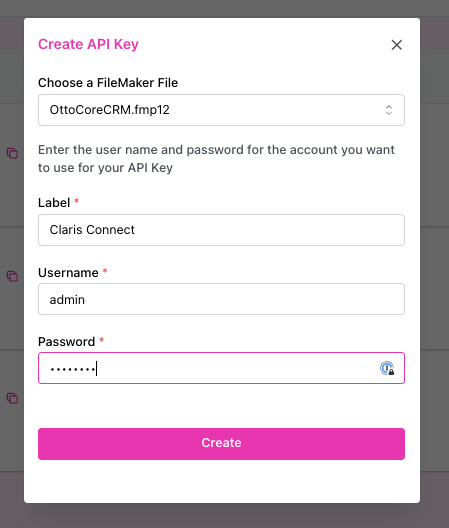 Create API Key
Choose a FileMaker File
OttoCoreCRM.fmp12
Enter the user name and password for the account you want
to use for your API Key
Label *
Claris Connect
Username *
admin
Password *
••••••••
Create